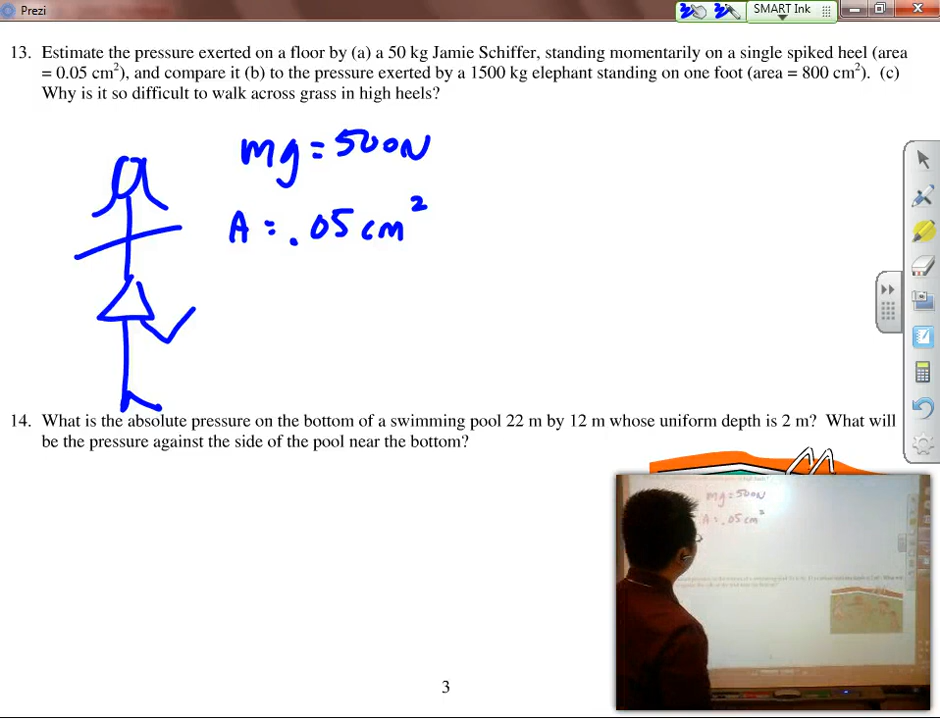 Prezi
SMART Ink
13. Estimate the pressure exerted on a floor by (a) a 50 kg Jamie Schiffer, standing momentarily on a single spiked heel (area
= 0.05 cm²), and compare it (b) to the pressure exerted by a 1500 kg elephant standing on one foot (area = 800 cm²). (c)
Why is it so difficult to walk across grass in high heels?
mg = 500N
A = .05 cm²
14. What is the absolute pressure on the bottom of a swimming pool 22 m by 12 m whose uniform depth is 2 m? What will
be the pressure against the side of the pool near the bottom?
mg = 500N
A = .05 cm²
3